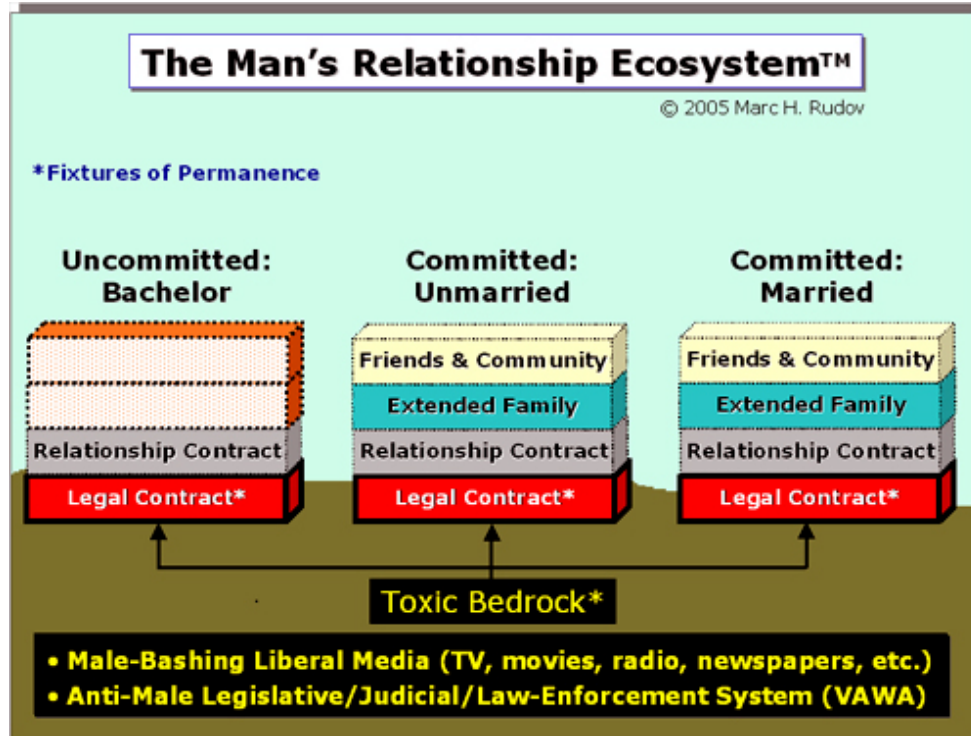 The Man's Relationship Ecosystem™
© 2005 Marc H. Rudov
*Fixtures of Permanence
Uncommitted:
Bachelor
Relationship Contract
Legal Contract*
Committed:
Unmarried
Friends & Community
Extended Family
Relationship Contract
Legal Contract*
Committed:
Married
Friends & Community
Extended Family
Relationship Contract
Legal Contract*
Toxic Bedrock*
• Male-Bashing Liberal Media (TV, movies, radio, newspapers, etc.)
• Anti-Male Legislative/Judicial/Law-Enforcement System (VAWA)